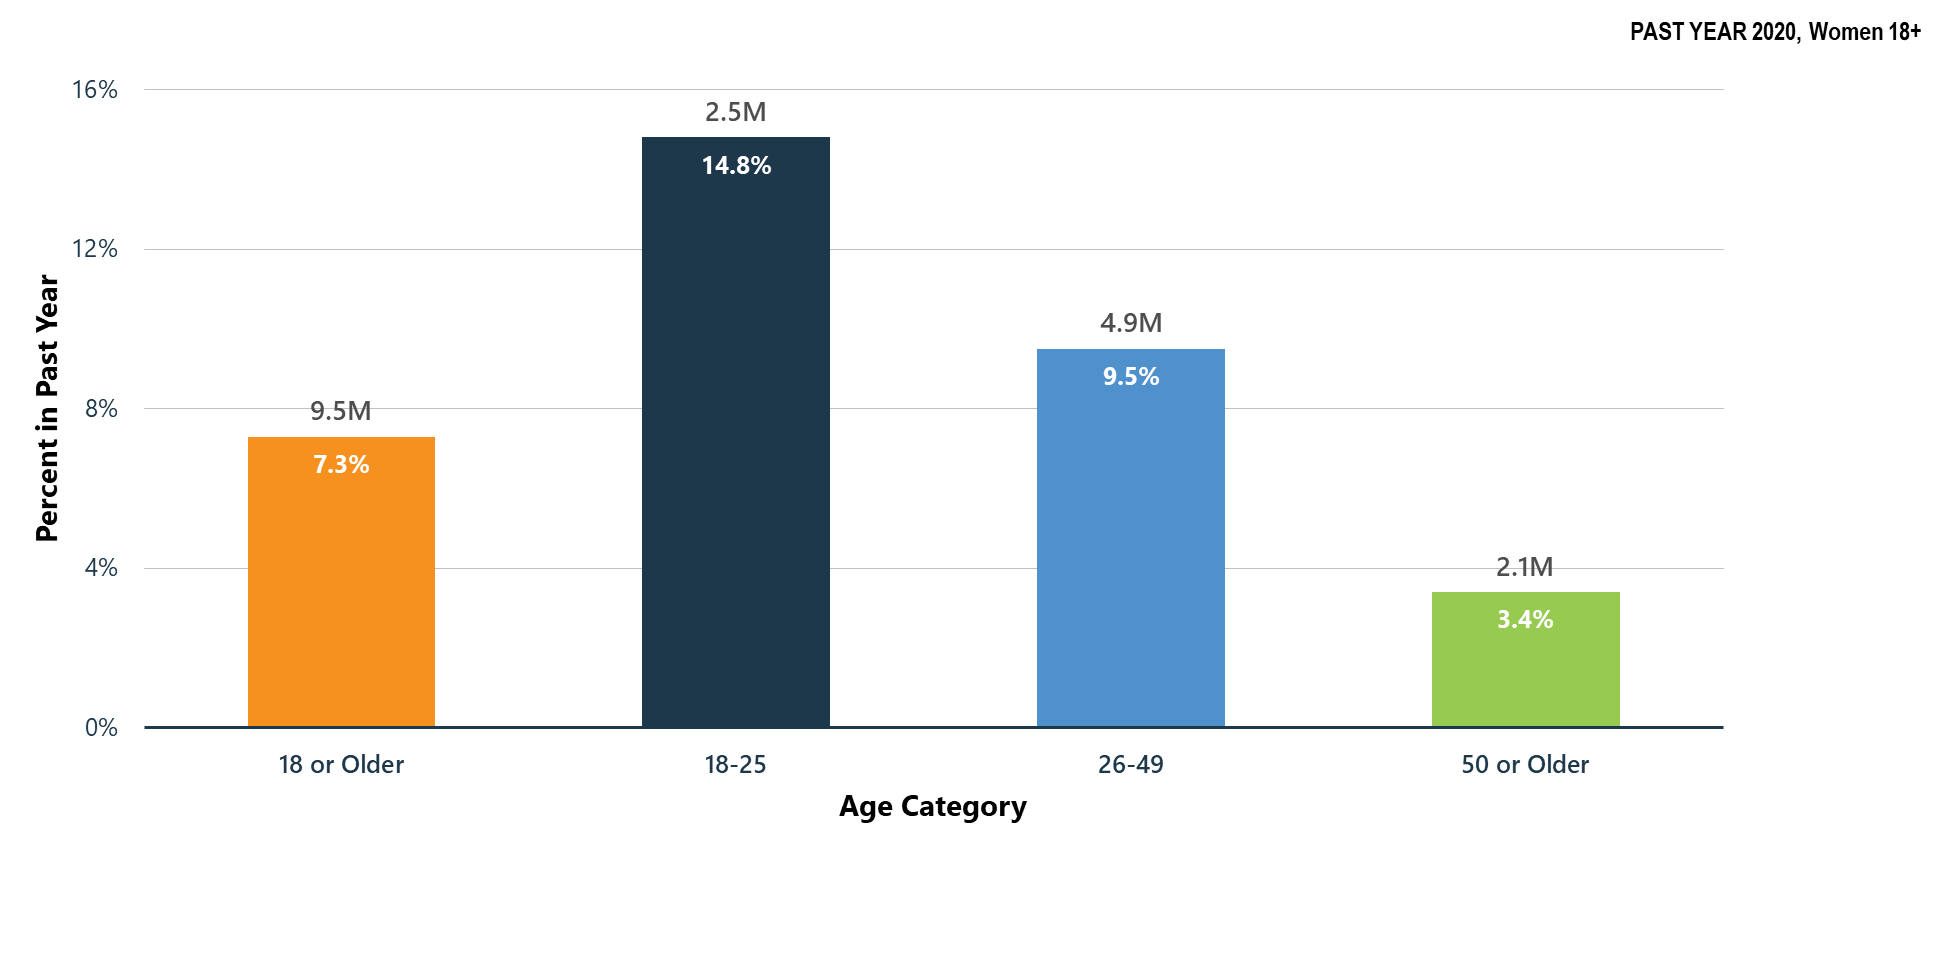 PAST YEAR 2020, Women 18+
16%
2.5M
14.8%
12%
4.9M
9.5%
8%
9.5M
7.3%
4%
2.1M
3.4%
0%
Percent in Past Year
18 or Older
18-25
26-49
50 or Older
Age Category